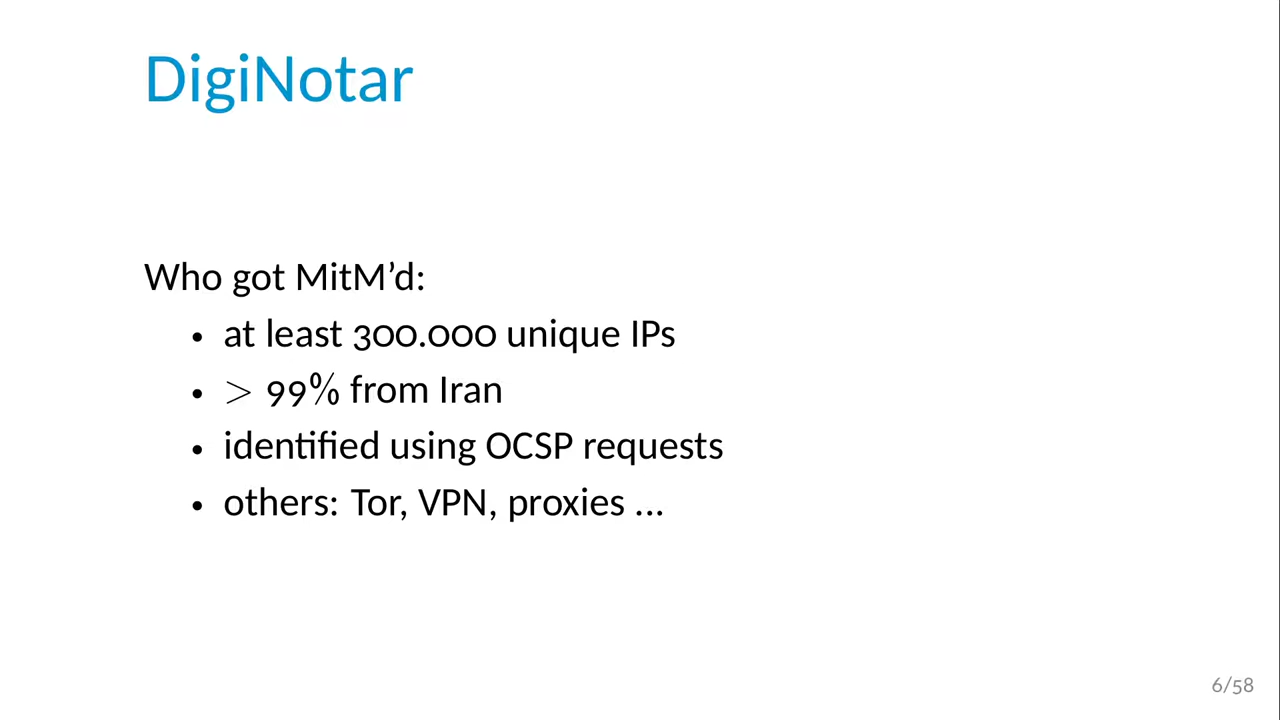 DigiNotar
Who got MitM’d:
• at least 300.000 unique IPs
• > 99% from Iran
• identified using OCSP requests
• others: Tor, VPN, proxies ...
6/58